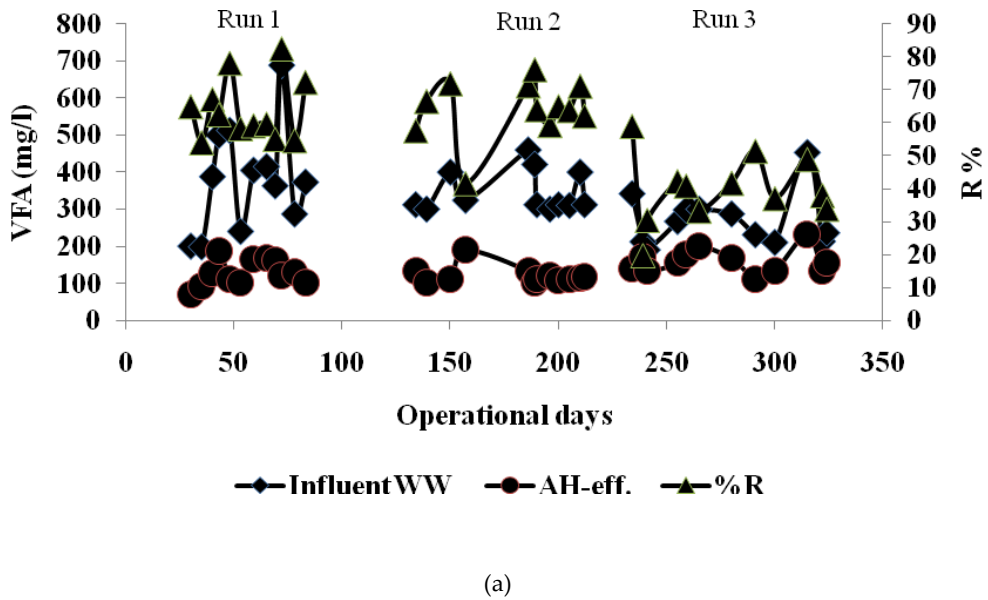 Run 1 Run 2 Run 3
800 90
700 80
600 70
500 60
400 50
300 40
200 30
100 20
0 10
0
VFA (mg/l)
R %
0 50 100 150 200 250 300 350
Operational days
Influent WW AH-eff. %R
(a)